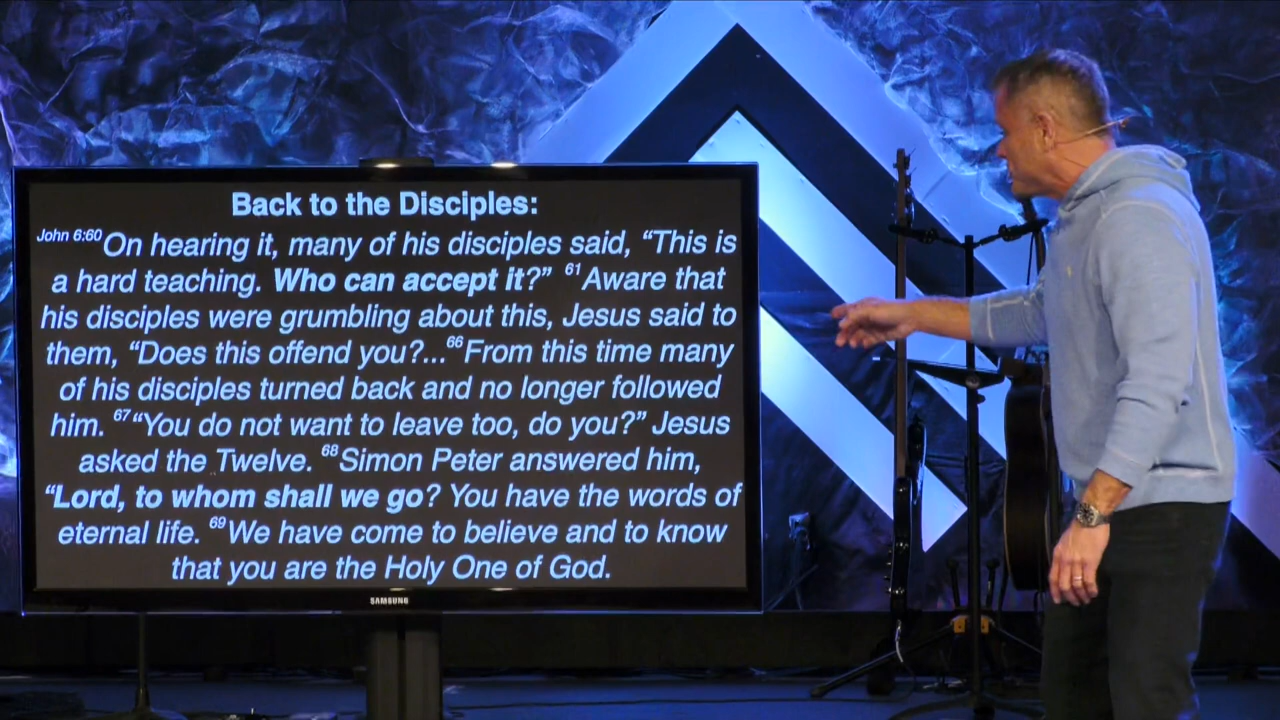 Back to the Disciples:
John 6:60 On hearing it, many of his disciples said, “This is
a hard teaching. Who can accept it?” 61 Aware that
his disciples were grumbling about this, Jesus said to
them, “Does this offend you?...66 From this time many
of his disciples turned back and no longer followed
him. 67 “You do not want to leave too, do you?” Jesus
asked the Twelve. 68 Simon Peter answered him,
“Lord, to whom shall we go? You have the words of
eternal life. 69 We have come to believe and to know
that you are the Holy One of God.
SAMSUNG